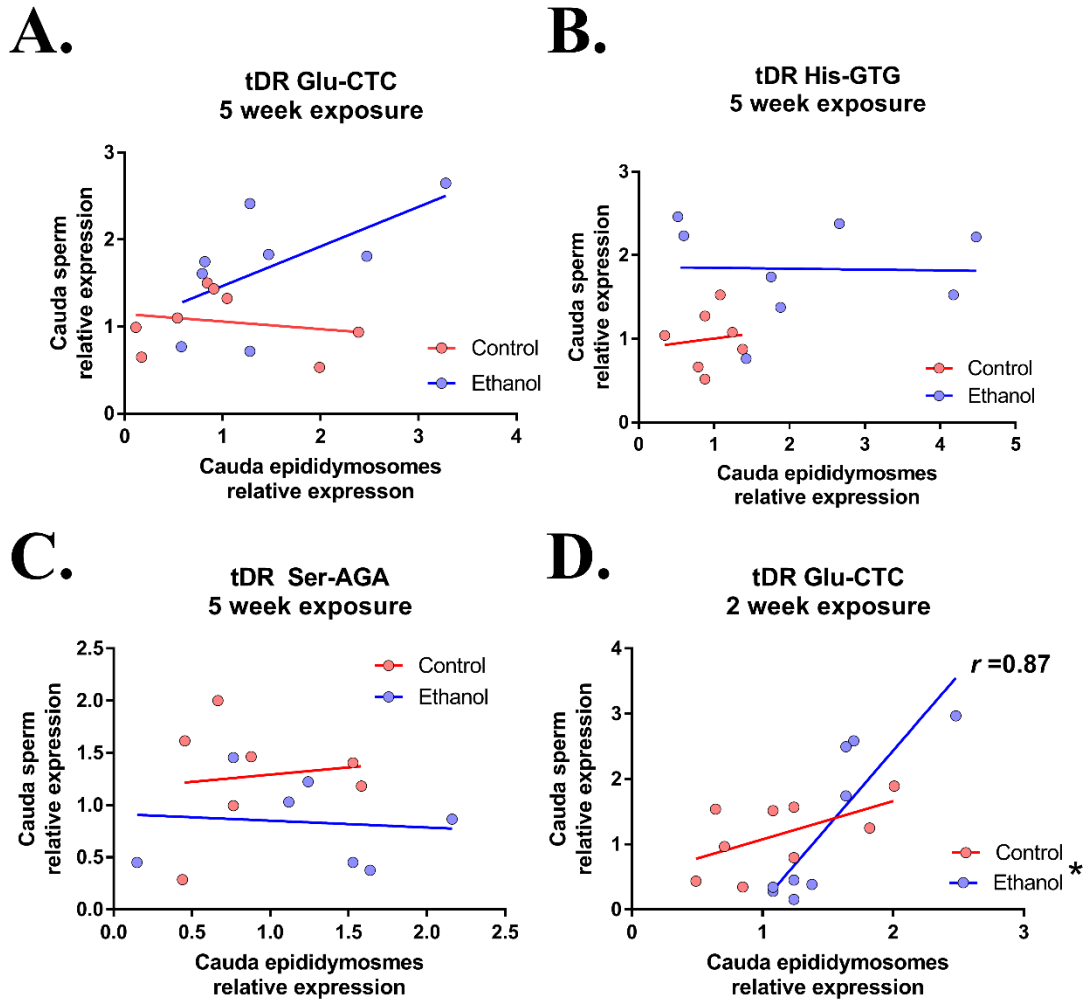 A.
tDR Glu-CTC
5 week exposure
Cauda sperm
relative expression
3
2
1
0
0 1 2 3 4
Control
Ethanol
Cauda epididymosomes
relative expresson
B.
tDR His-GTG
5 week exposure
Cauda sperm
relative expression
3
2
1
0
0 1 2 3 4 5
Control
Ethanol
Cauda epididymosmes
relative expression
C.
tDR Ser-AGA
5 week exposure
Cauda sperm
relative expression
2.5
2.0
1.5
1.0
0.5
0.0
0.0 0.5 1.0 1.5 2.0 2.5
Control
Ethanol
Cauda epididymosmes
relative expression
D.
tDR Glu-CTC
2 week exposure
r =0.87
Cauda sperm
relative expression
4
3
2
1
0
1 2 3
Control
Ethanol *
Cauda epididymosomes
relative expression